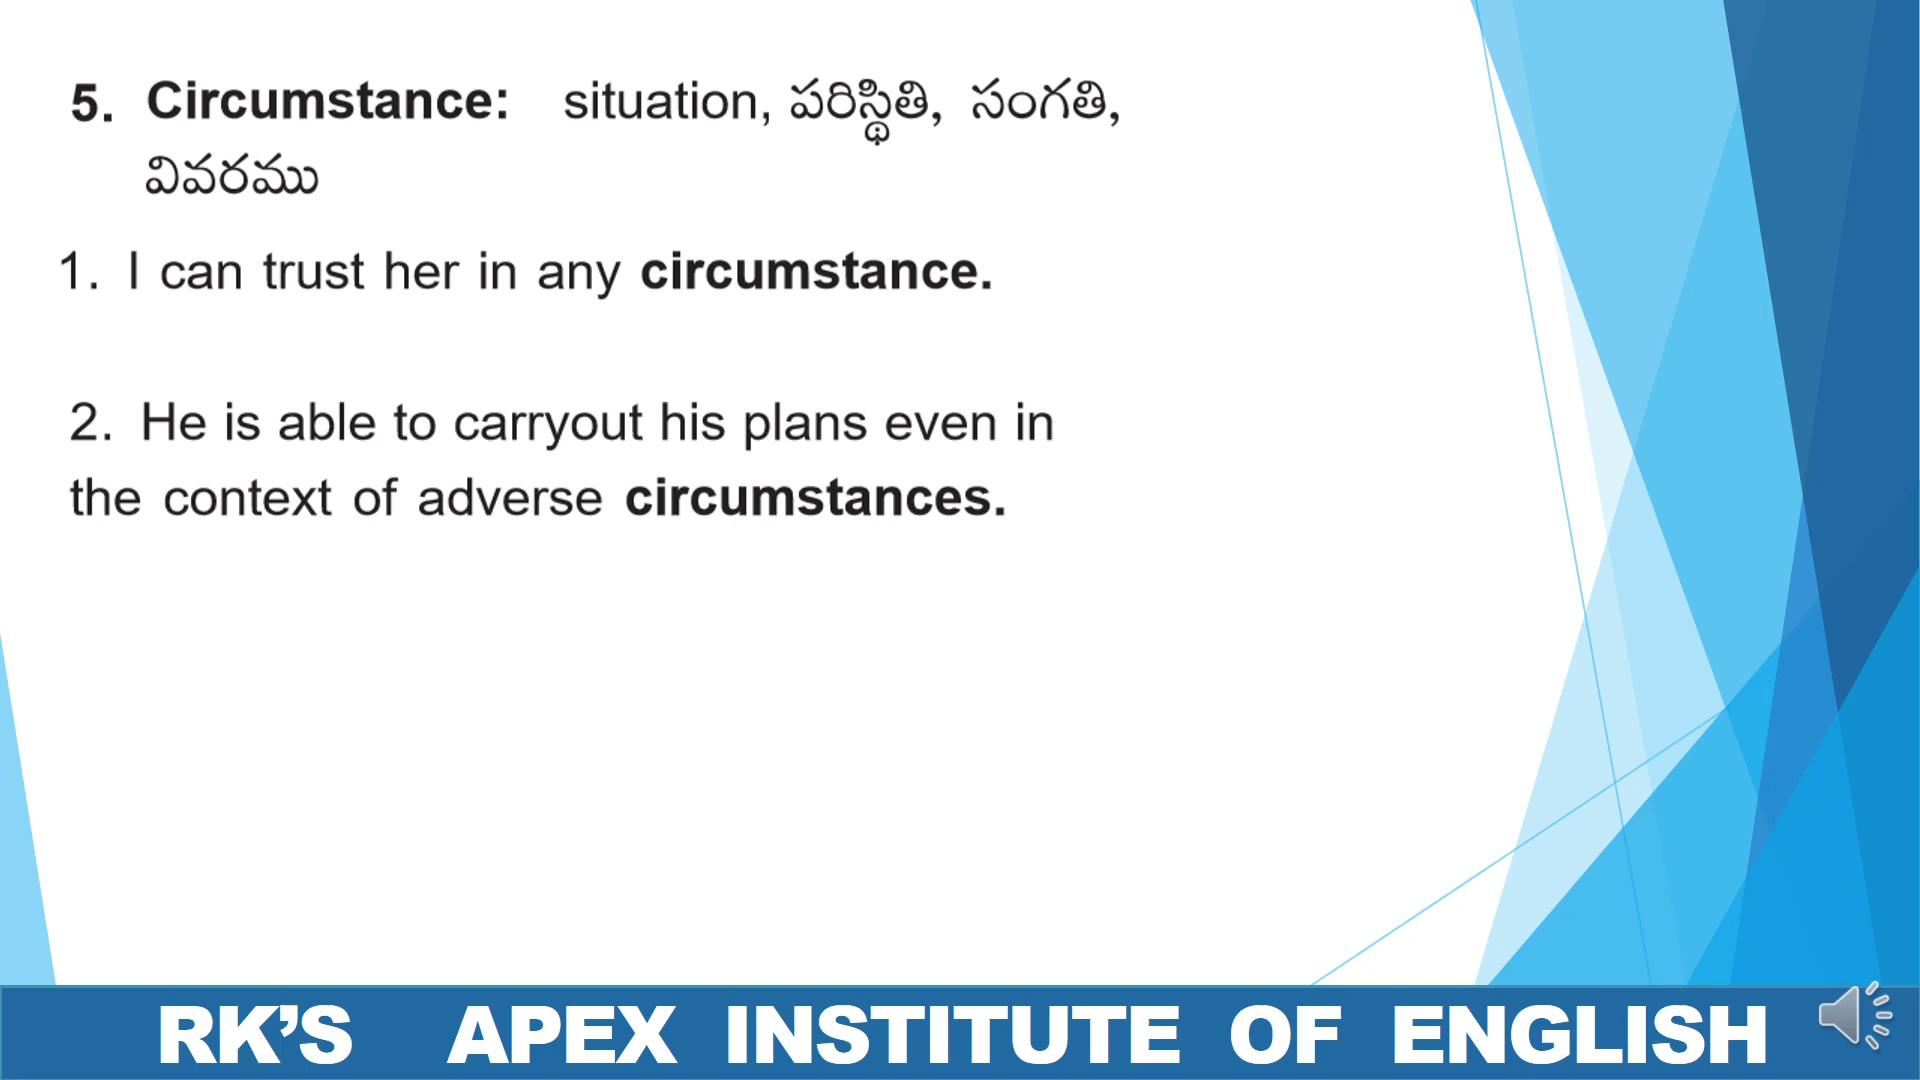 5. Circumstance: situation, పరిస్థితి, సంగతి,
వివరము
1. I can trust her in any circumstance.
2. He is able to carryout his plans even in
the context of adverse circumstances.
RK’S APEX INSTITUTE OF ENGLISH